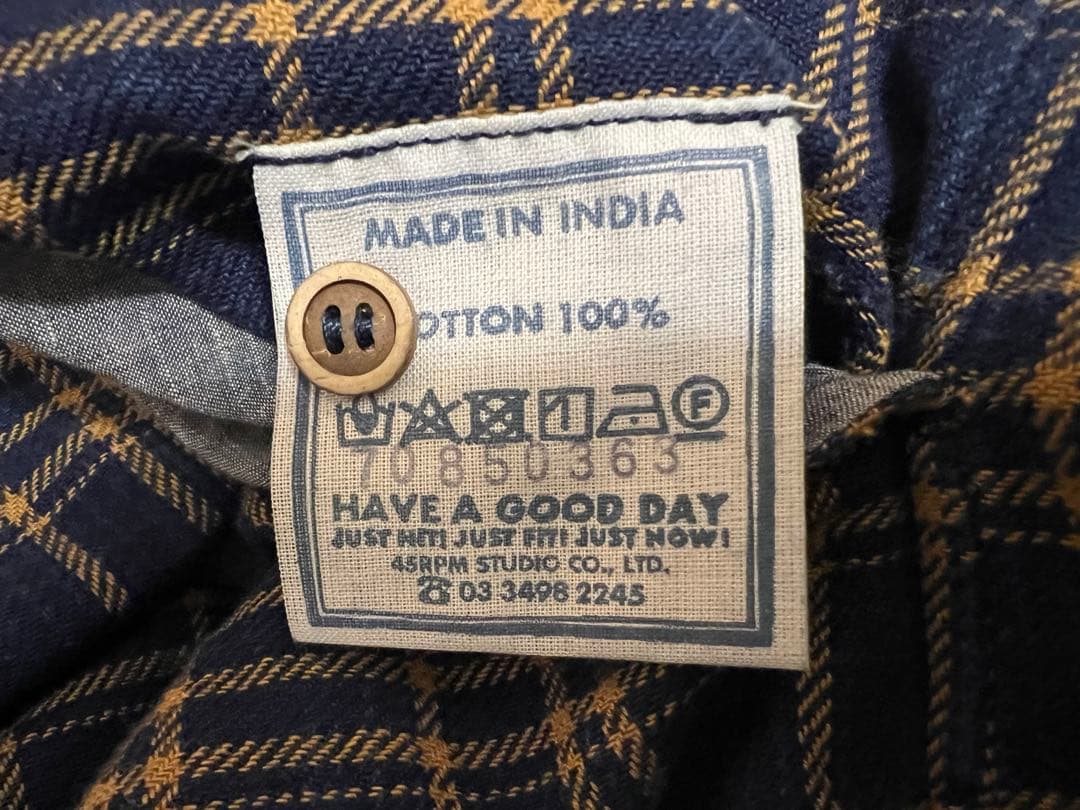 MADE IN INDIA
OTTON 100%
F
70850363
HAVE A GOOD DAY
JUST HIT! JUST FIT! JUST NOW!
45RPM STUDIO CO., LTD.
☎ 03 3498 2245